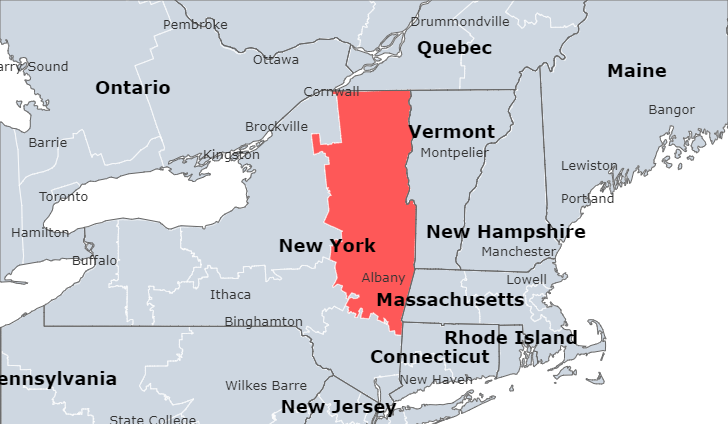 Drummondville
Pembroke
Quebec
Ottawa
arry Sound
Maine
Ontario
Cornwall
Bangor
Brockville
Vermont
Barrie
Montpelier
Kingston
Lewiston
Toronto
Portland
Hamilton
New Hampshire
New York
Manchester
Buffalo
Albany
Lowell
Ithaca
Massachusetts
Binghamton
Rhode Island
Connecticut
ennsylvania
New Haven
Wilkes Barre
New Jersey
State College